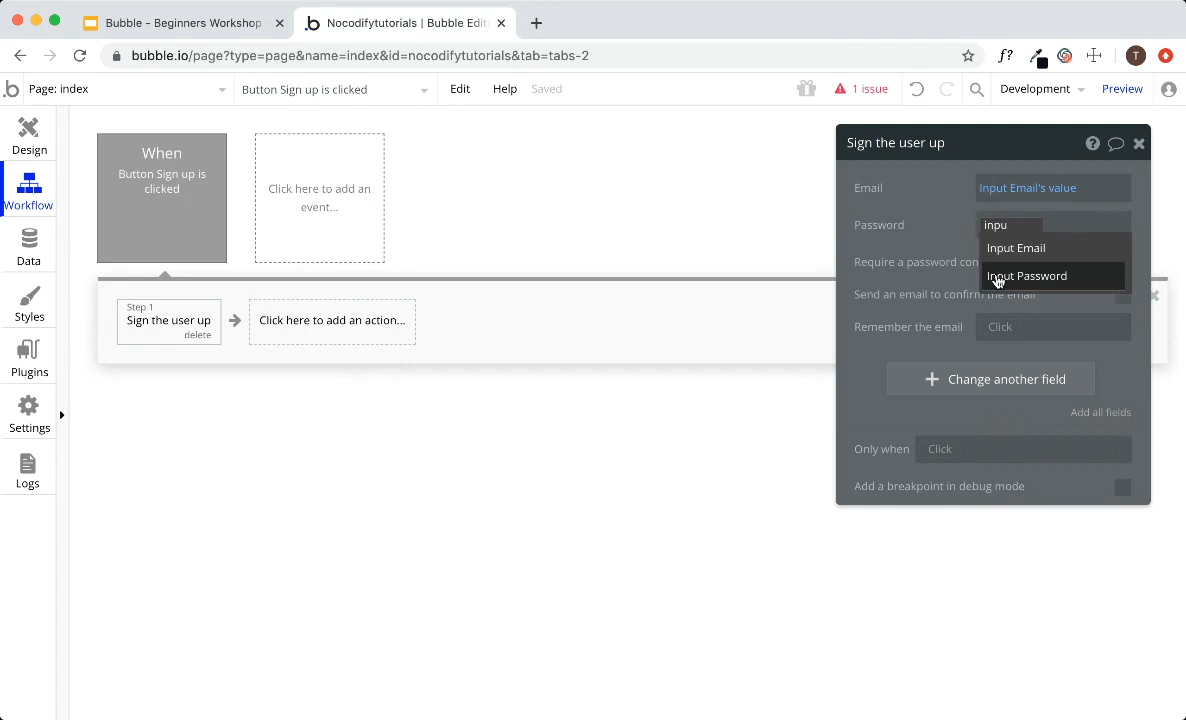 Bubble - Beginners Workshop
Nocodifytutorials | Bubble Edit
bubble.io/page?type=page&name=index&id=nocodifytutorials&tab=tabs-2
f?
T
b
Page: index
Button Sign up is clicked
Edit
Help
Saved
1 issue
Development
Preview
Design
Workflow
Data
Styles
Plugins
Settings
Logs
When
Button Sign up is
clicked
Click here to add an
event...
Step 1
Sign the user up
delete
Click here to add an action...
Sign the user up
Email
Input Email's value
Password
inpu
Input Email
Input Password
Require a password con
Send an email to confirm the email
Remember the email
Click
Change another field
Add all fields
Only when
Click
Add a breakpoint in debug mode